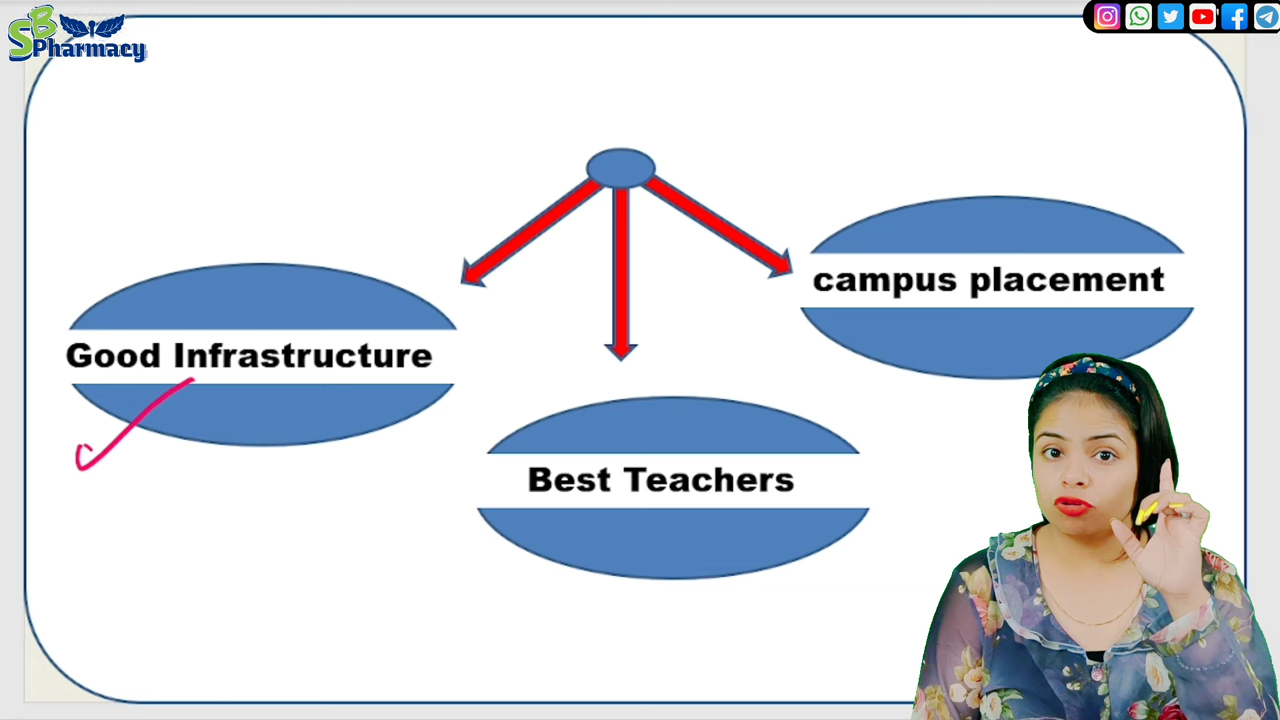 SB
Pharmacy
campus placement
Good Infrastructure
Best Teachers